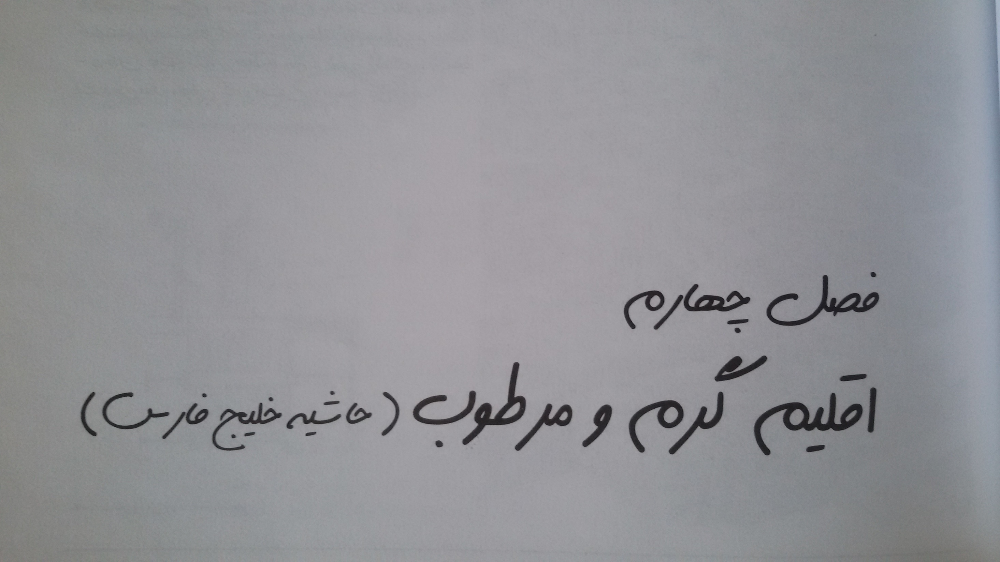 فصل چهارم
اقلیم گرم و مرطوب (حاشیه خلیج فارس)